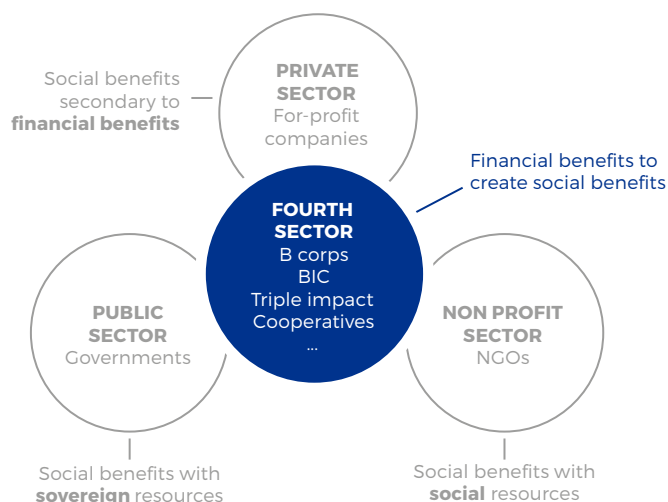 PRIVATE
SECTOR
For-profit
companies
Social benefits
secondary to
financial benefits
Financial benefits to
create social benefits
FOURTH
SECTOR
B corps
BIC
Triple impact
Cooperatives
...
PUBLIC
SECTOR
Governments
NON PROFIT
SECTOR
NGOs
Social benefits with
sovereign resources
Social benefits with
social resources